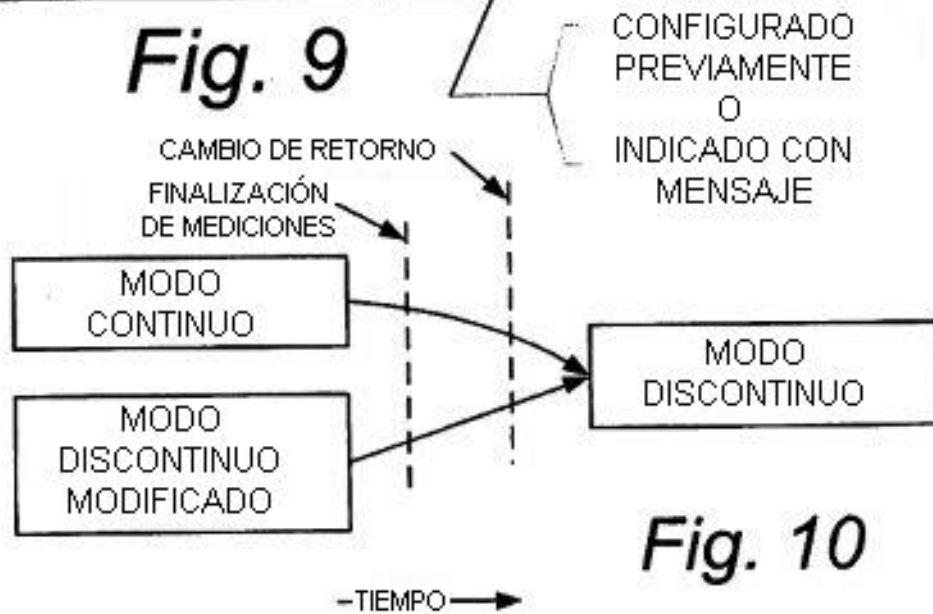 Fig. 9
CONFIGURADO
PREVIAMENTE
O
INDICADO CON
MENSAJE
CAMBIO DE RETORNO
FINALIZACIÓN
DE MEDICIONES
MODO
CONTINUO
MODO
DISCONTINUO
MODIFICADO
MODO
DISCONTINUO
Fig. 10
TIEMPO